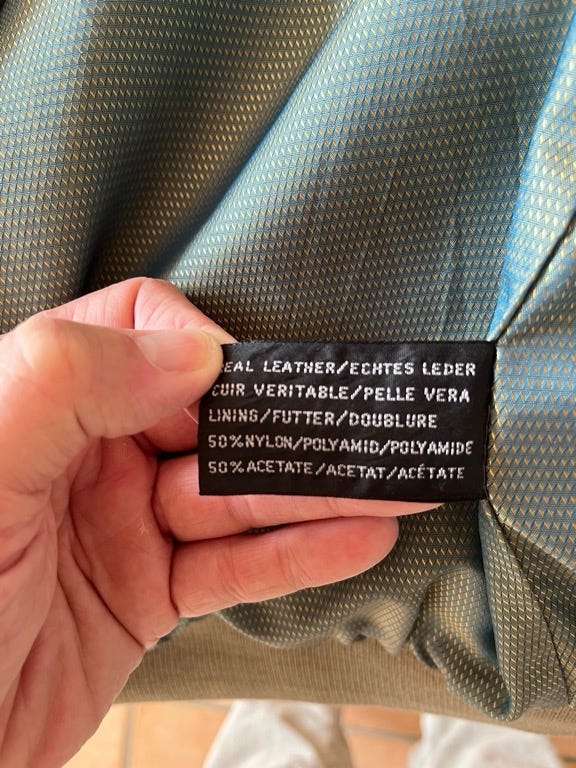 REAL LEATHER/ECHTES LEDER
CUIR VERITABLE/PELLE VERA
LINING/FUTTER/DOUBLURE
50%NYLON/POLYAMID/POLYAMIDE
50%ACETATE/ACETAT/ACÉTATE